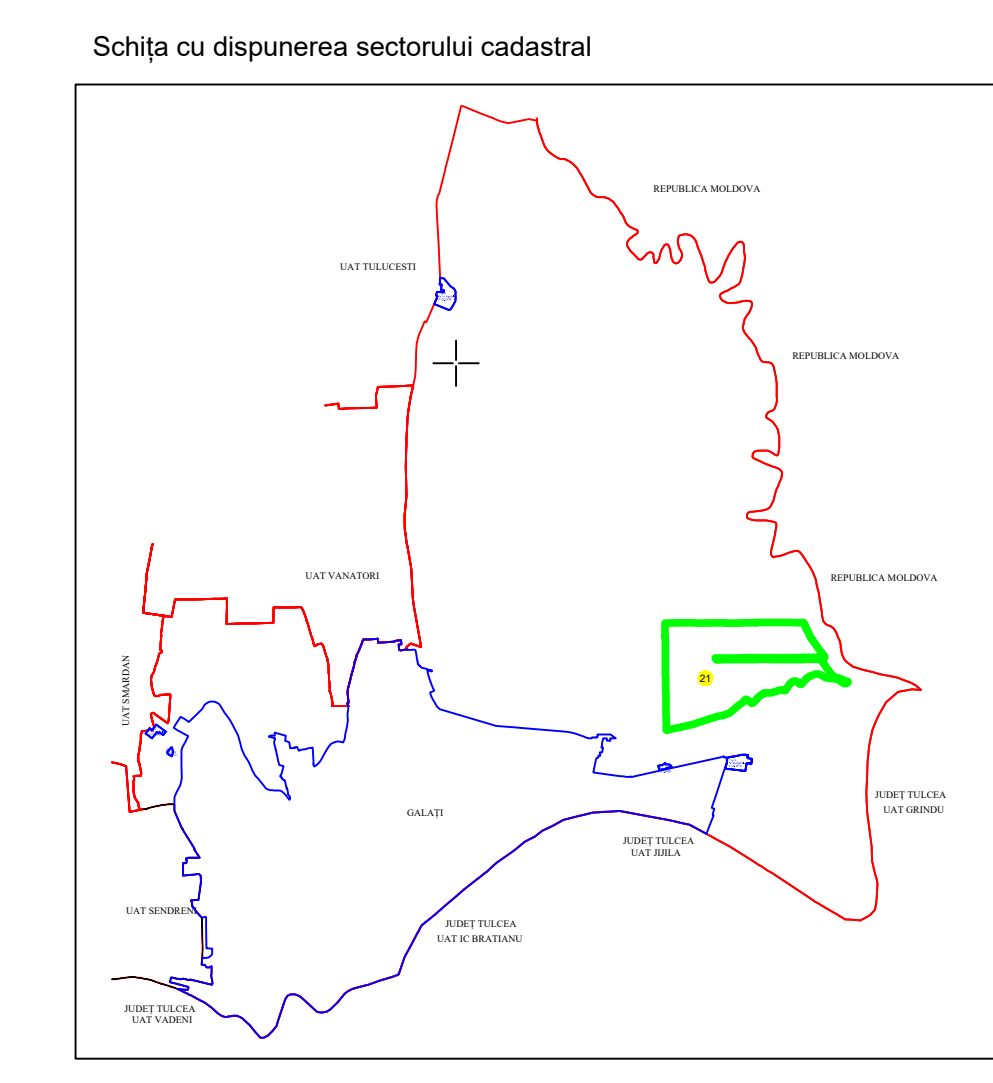 Schița cu dispunerea sectorului cadastral
REPUBLICA MOLDOVA
UAT TULUCESTI
REPUBLICA MOLDOVA
UAT VANATORI
REPUBLICA MOLDOVA
UAT SMARDAN
21
GALAȚI
JUDEȚ TULCEA
UAT GRINDU
JUDEȚ TULCEA
UAT JIJILA
UAT SENDRENI
JUDEȚ TULCEA
UAT IC BRATIANU
JUDEȚ TULCEA
UAT VADENI